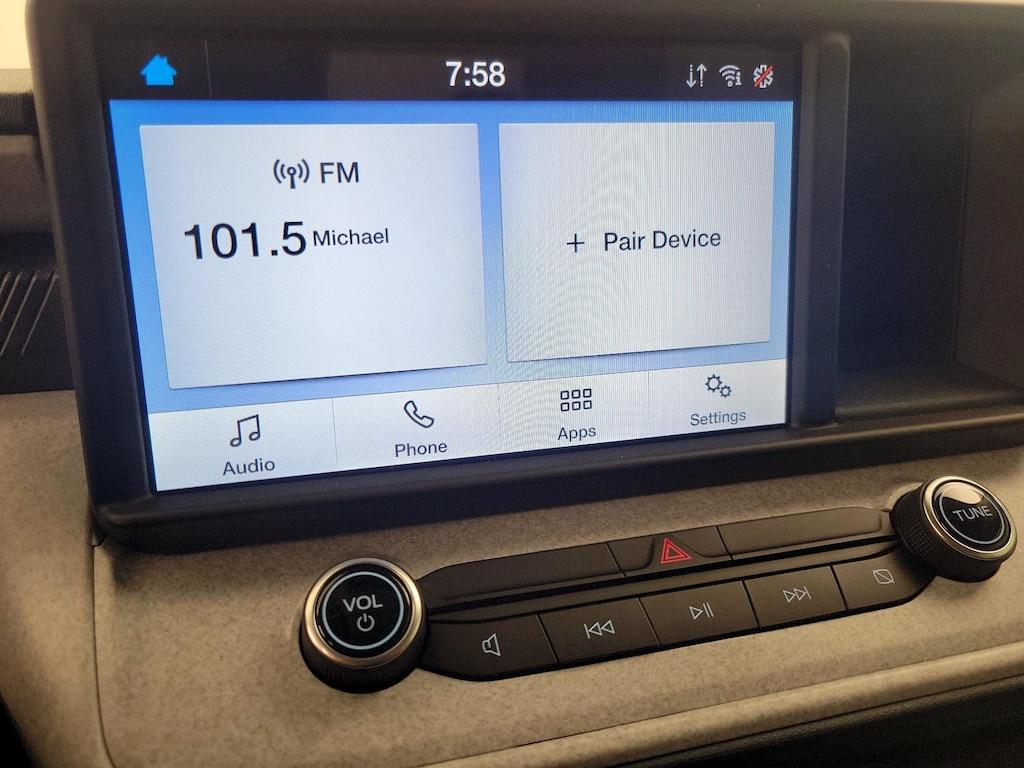 7:58
FM
101.5 Michael
+ Pair Device
Audio
Phone
Apps
Settings
VOL
TUNE